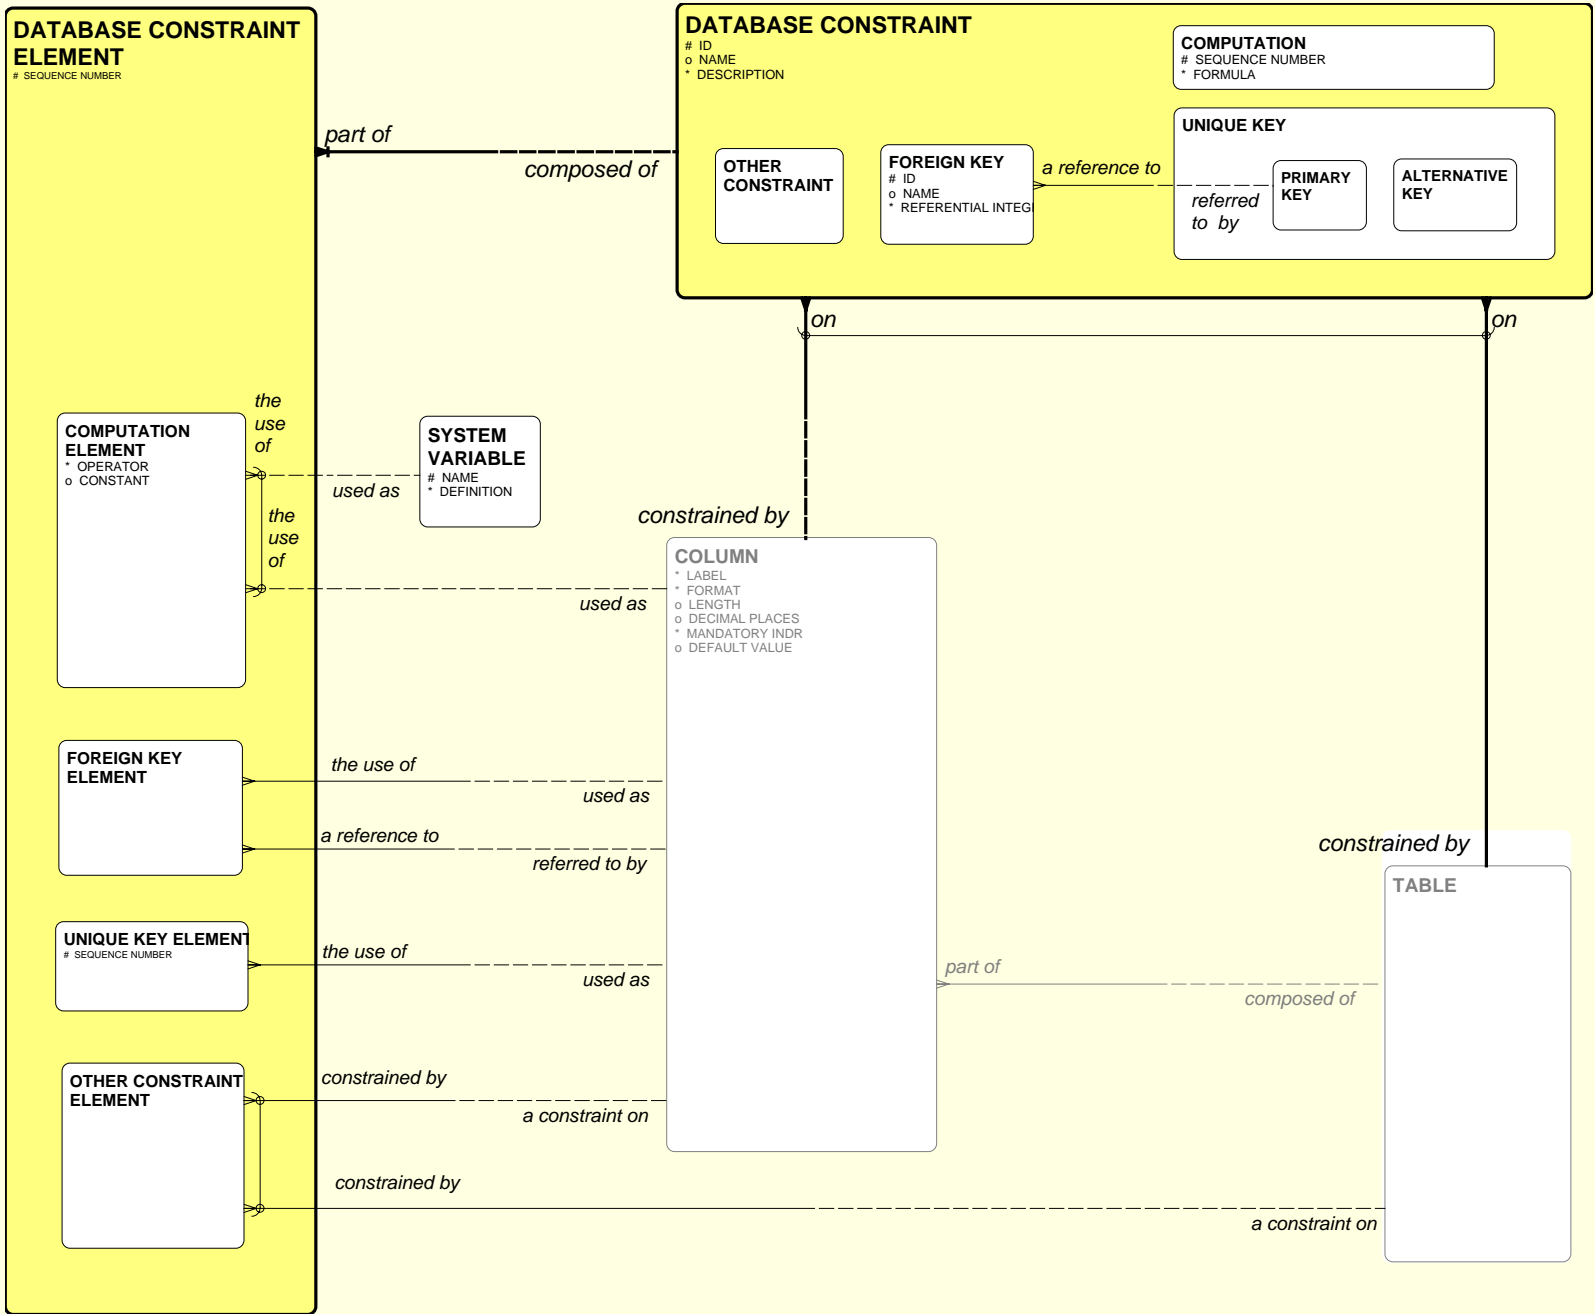 DATABASE CONSTRAINT
ELEMENT
# SEQUENCE NUMBER
DATABASE CONSTRAINT
# ID
o NAME
* DESCRIPTION
COMPUTATION
# SEQUENCE NUMBER
* FORMULA
UNIQUE KEY
part of
composed of
OTHER
CONSTRAINT
FOREIGN KEY
# ID
o NAME
* REFERENTIAL INTEG
a reference to
referred
to by
PRIMARY
KEY
ALTERNATIVE
KEY
on
on
the
use
of
COMPUTATION
ELEMENT
* OPERATOR
o CONSTANT
SYSTEM
VARIABLE
# NAME
* DEFINITION
used as
the
use
of
constrained by
COLUMN
* LABEL
* FORMAT
o LENGTH
o DECIMAL PLACES
* MANDATORY INDR
o DEFAULT VALUE
used as
FOREIGN KEY
ELEMENT
the use of
used as
a reference to
referred to by
constrained by
TABLE
UNIQUE KEY ELEMENT
# SEQUENCE NUMBER
the use of
used as
part of
composed of
OTHER CONSTRAINT
ELEMENT
constrained by
a constraint on
constrained by
a constraint on